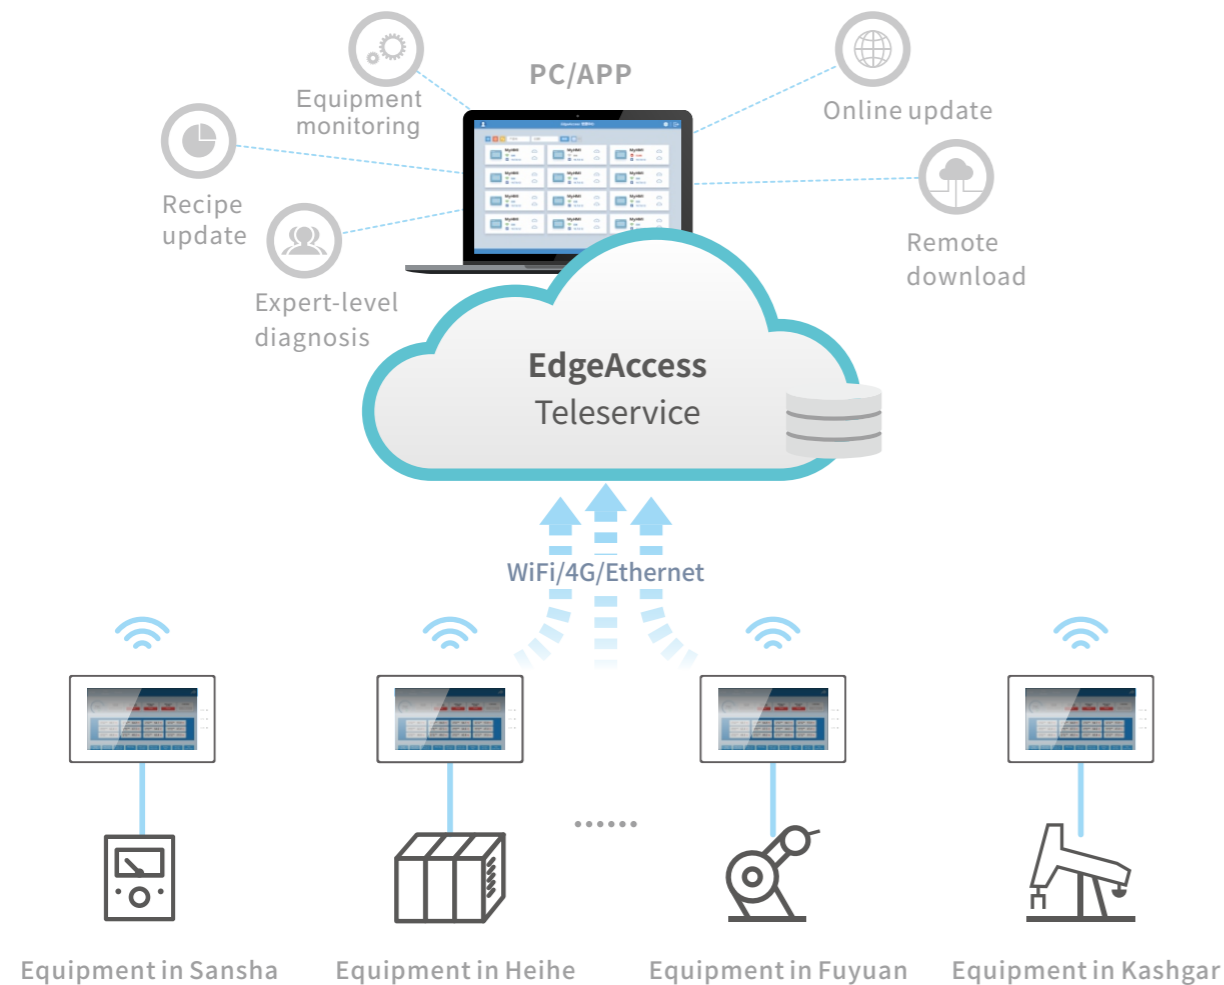 PC/APP
Equipment
monitoring
Online update
Recipe
update
Remote
download
Expert-level
diagnosis
EdgeAccess
Teleservice
WiFi/4G/Ethernet
Equipment in Sansha
Equipment in Heihe
Equipment in Fuyuan
Equipment in Kashgar